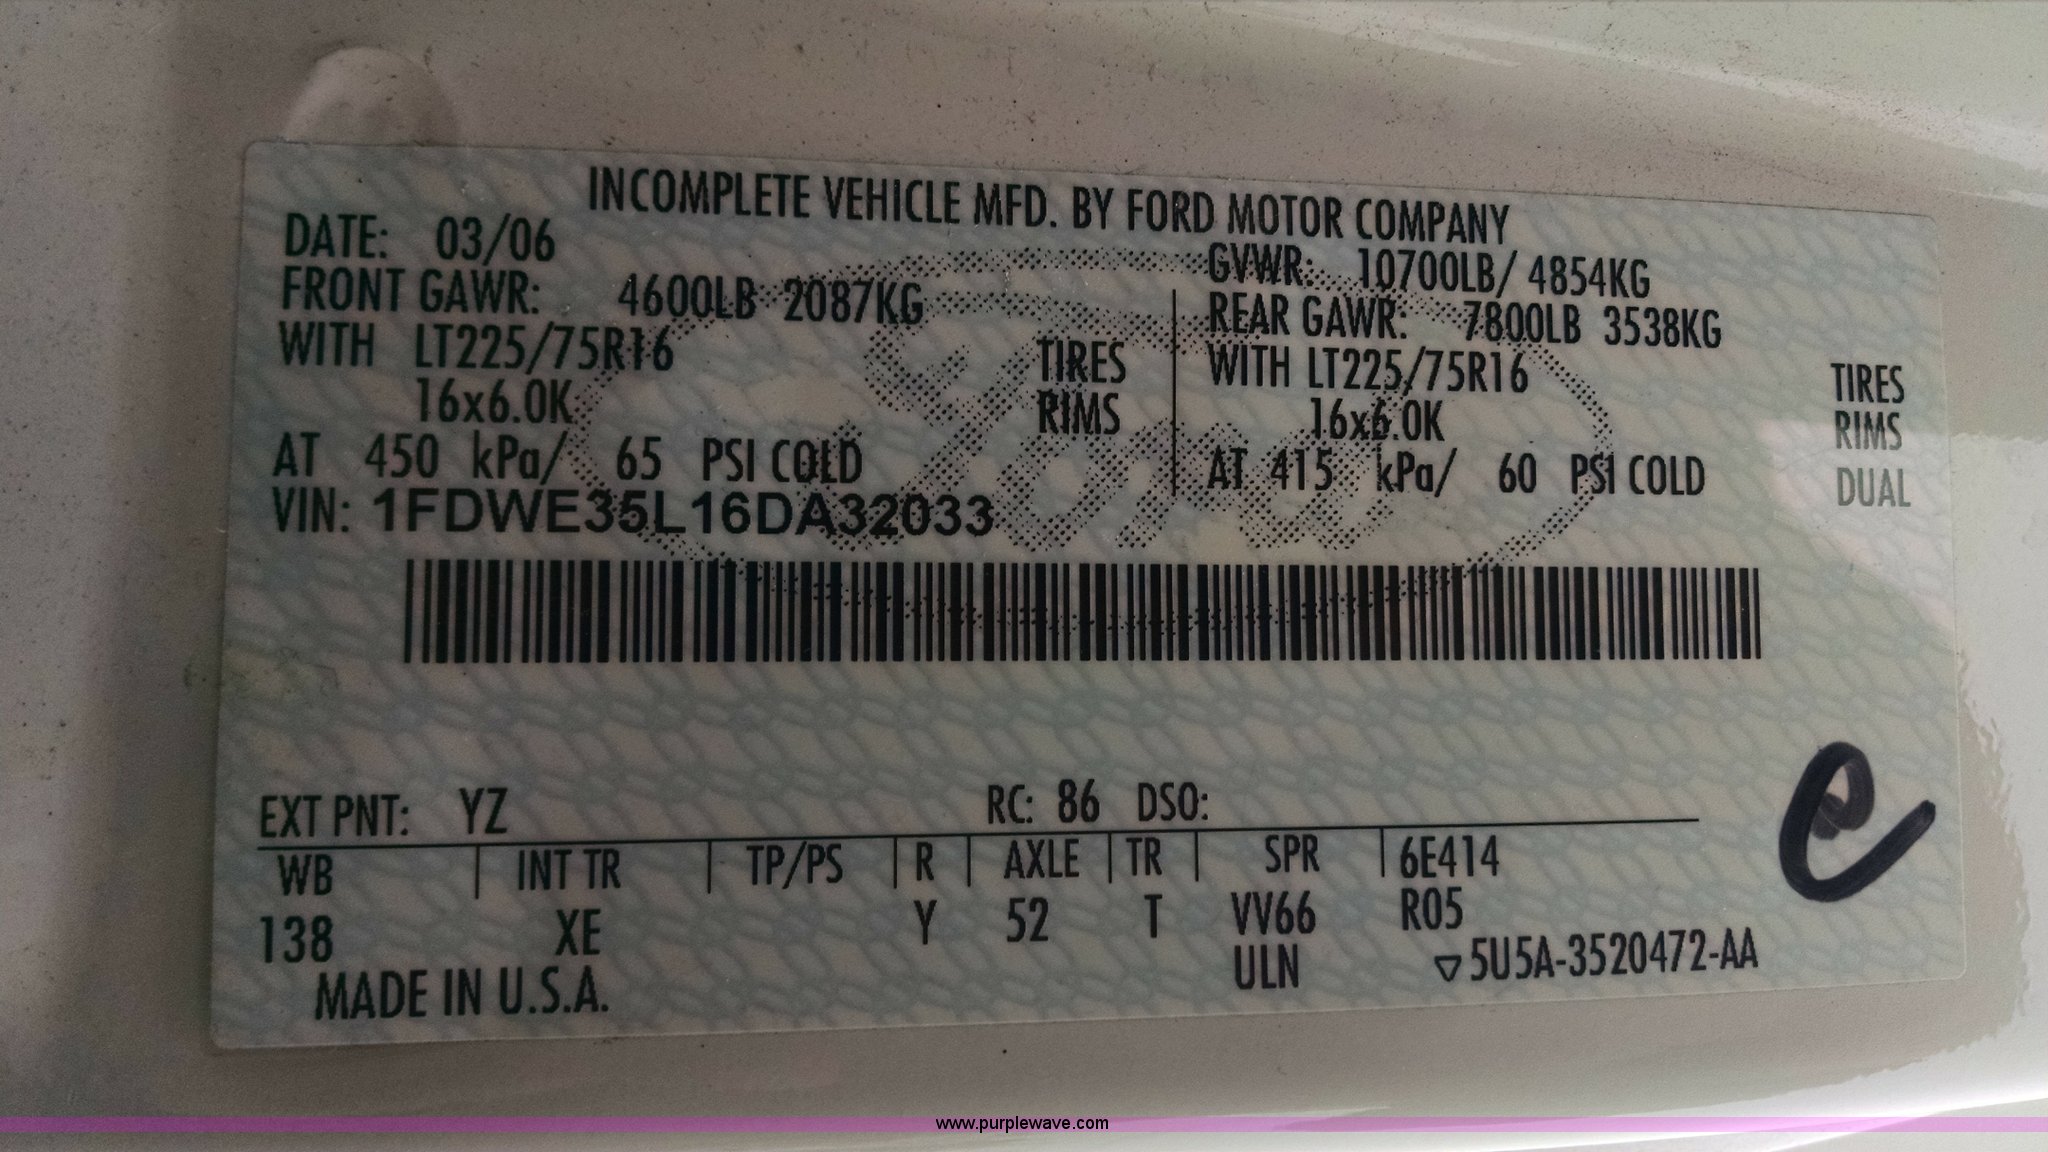 INCOMPLETE VEHICLE MFD. BY FORD MOTOR COMPANY
DATE: 03/06
GVWR: 10700LB/ 4854KG
FRONT GAWR: 4600LB 2087KG
REAR GAWR: 7800LB 3538KG
WITH LT225/75R16 TIRES
WITH LT225/75R16 TIRES
16x6.0K RIMS
16x6.0K RIMS
AT 450 kPa/ 65 PSI COLD
AT 415 kPa/ 60 PSI COLD DUAL
VIN: 1FDWE35L16DA32033
Ford
EXT PNT: YZ RC: 86 DSO:
WB INT TR TP/PS R AXLE TR SPR 6E414
138 XE Y 52 T VV66 R05
ULN ▽5U5A-3520472-AA
MADE IN U.S.A.
e
www.purplewave.com